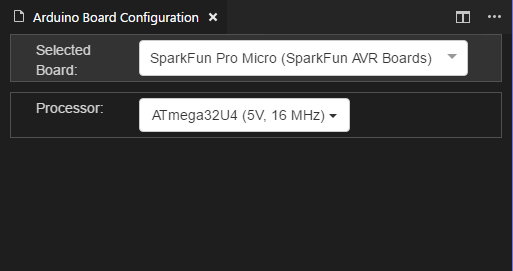 Arduino Board Configuration
Selected Board:
SparkFun Pro Micro (SparkFun AVR Boards)
Processor:
ATmega32U4 (5V, 16 MHz)